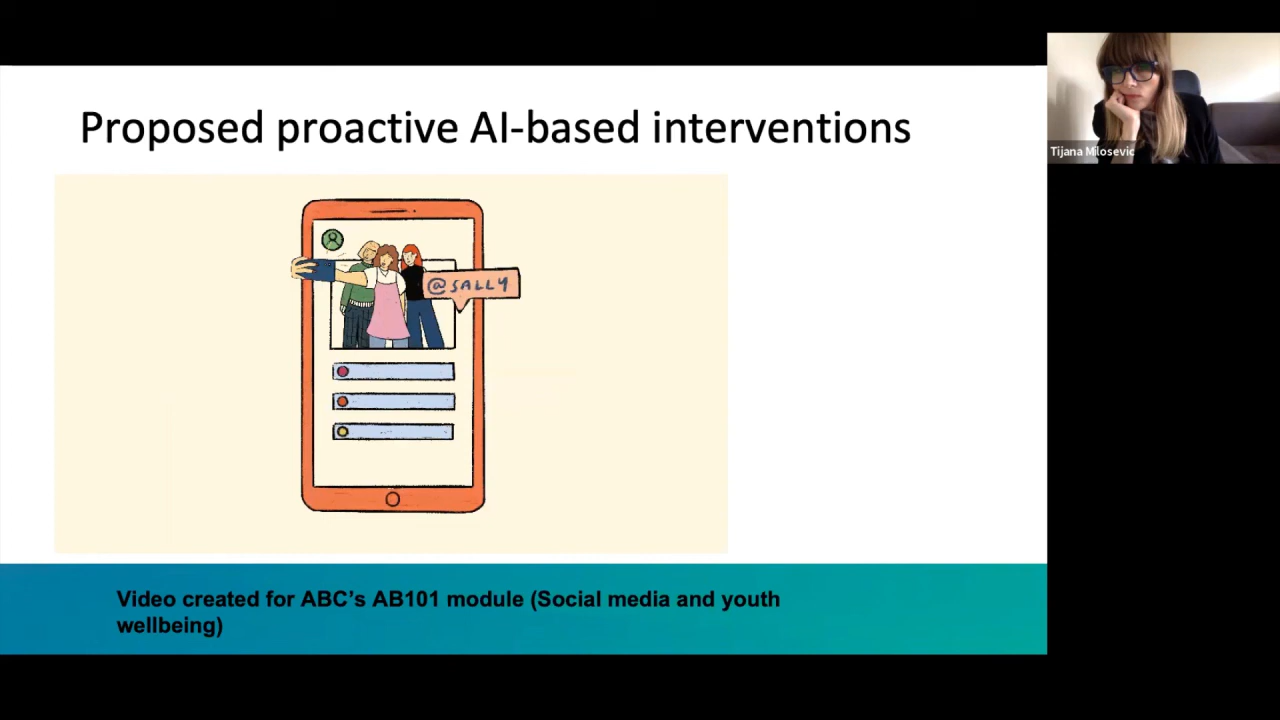 Proposed proactive AI-based interventions
Tijana Milosevic
@SALLY
Video created for ABC's AB101 module (Social media and youth
wellbeing)